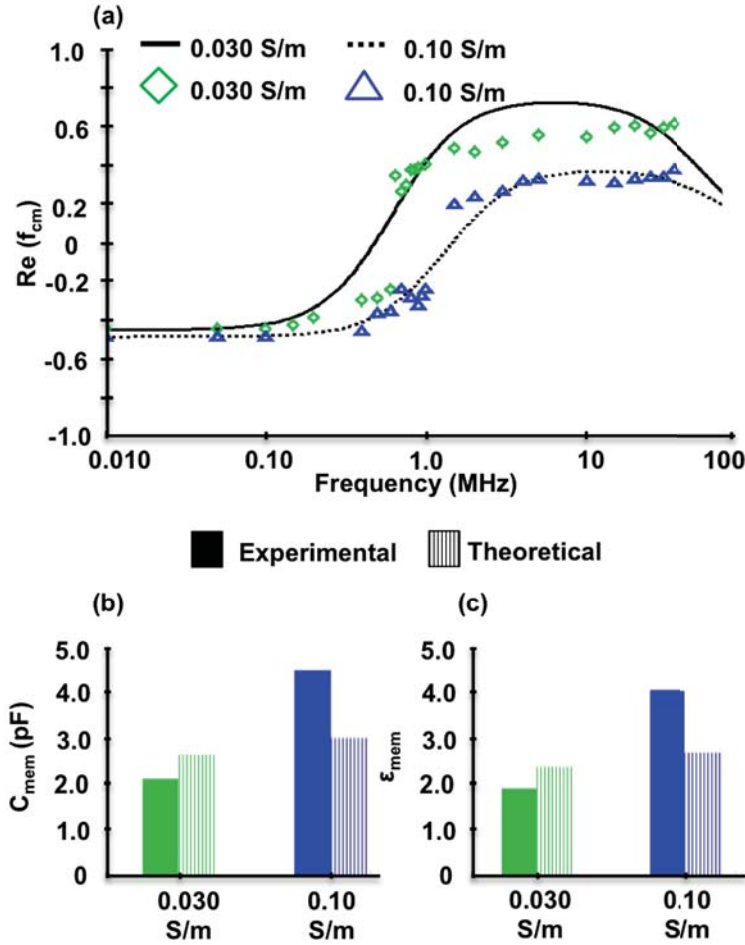 (a)
0.030 S/m
0.10 S/m
0.030 S/m
0.10 S/m
1.0
0.6
0.2
0
-0.2
-0.6
-1.0
Re (fcm)
0.010
0.10
1.0
10
100
Frequency (MHz)
Experimental
Theoretical
(b)
5.0
4.0
3.0
2.0
1.0
0
Cmem (pF)
0.030
S/m
0.10
S/m
(c)
5.0
4.0
3.0
2.0
1.0
0
εmem
0.030
S/m
0.10
S/m